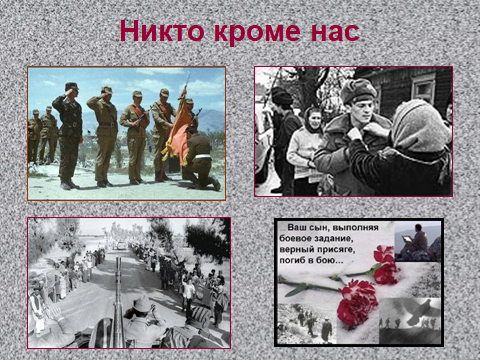 Никто кроме нас
Ваш сын, выполняя
боевое задание,
верный присяге,
погиб в бою...